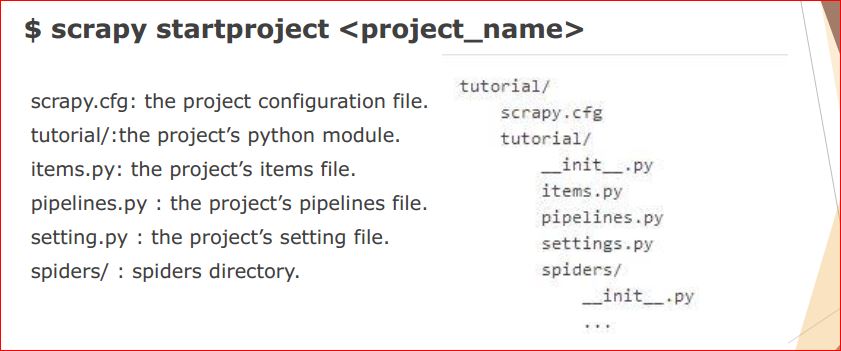 $ scrapy startproject <project_name>
scrapy.cfg: the project configuration file.
tutorial/:the project’s python module.
items.py: the project’s items file.
pipelines.py : the project’s pipelines file.
setting.py : the project’s setting file.
spiders/ : spiders directory.
tutorial/
scrapy.cfg
tutorial/
__init__.py
items.py
pipelines.py
settings.py
spiders/
__init__.py
...